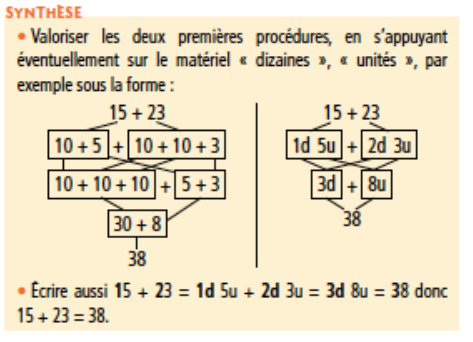 SYNTHÈSE
• Valoriser les deux premières procédures, en s'appuyant
éventuellement sur le matériel « dizaines », « unités », par
exemple sous la forme :
15 + 23
10 + 5 + 10 + 10 + 3
10 + 10 + 10 + 5 + 3
30 + 8
38
15 + 23
1d 5u + 2d 3u
3d + 8u
38
• Écrire aussi 15 + 23 = 1d 5u + 2d 3u = 3d 8u = 38 donc
15 + 23 = 38.